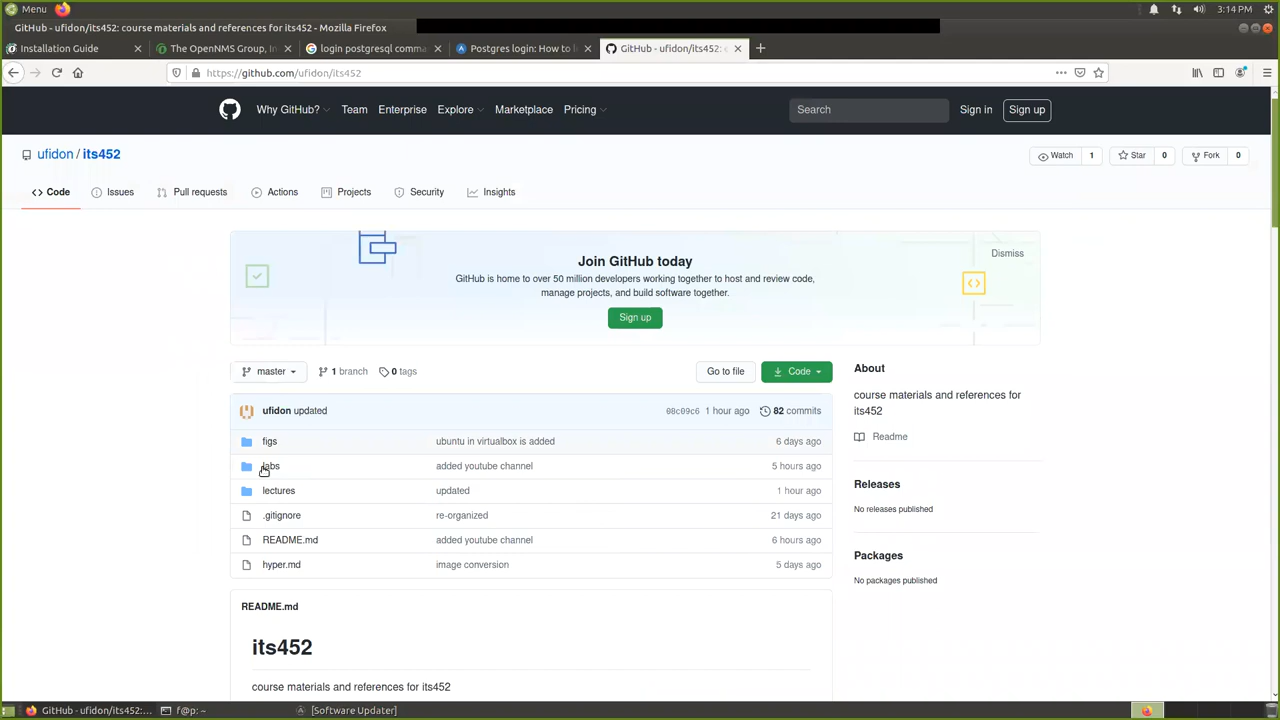 Menu
3:14 PM
GitHub - ufidon/its452: course materials and references for its452 - Mozilla Firefox
Installation Guide
The OpenNMS Group, In
login postgresql comma
Postgres login: How to l
GitHub - ufidon/its452: c
https://github.com/ufidon/its452
Why GitHub?
Team
Enterprise
Explore
Marketplace
Pricing
Search
Sign in
Sign up
ufidon / its452
Watch 1
Star 0
Fork 0
Code
Issues
Pull requests
Actions
Projects
Security
Insights
Join GitHub today
Dismiss
GitHub is home to over 50 million developers working together to host and review code,
manage projects, and build software together.
Sign up
master
1 branch
0 tags
Go to file
Code
ufidon updated
08c09c6 1 hour ago
82 commits
figs
ubuntu in virtualbox is added
6 days ago
labs
added youtube channel
5 hours ago
lectures
updated
1 hour ago
.gitignore
re-organized
21 days ago
README.md
added youtube channel
6 hours ago
hyper.md
image conversion
5 days ago
README.md
its452
course materials and references for its452
About
course materials and references for
its452
Readme
Releases
No releases published
Packages
No packages published
GitHub - ufidon/its452:...
f@p: ~
[Software Updater]